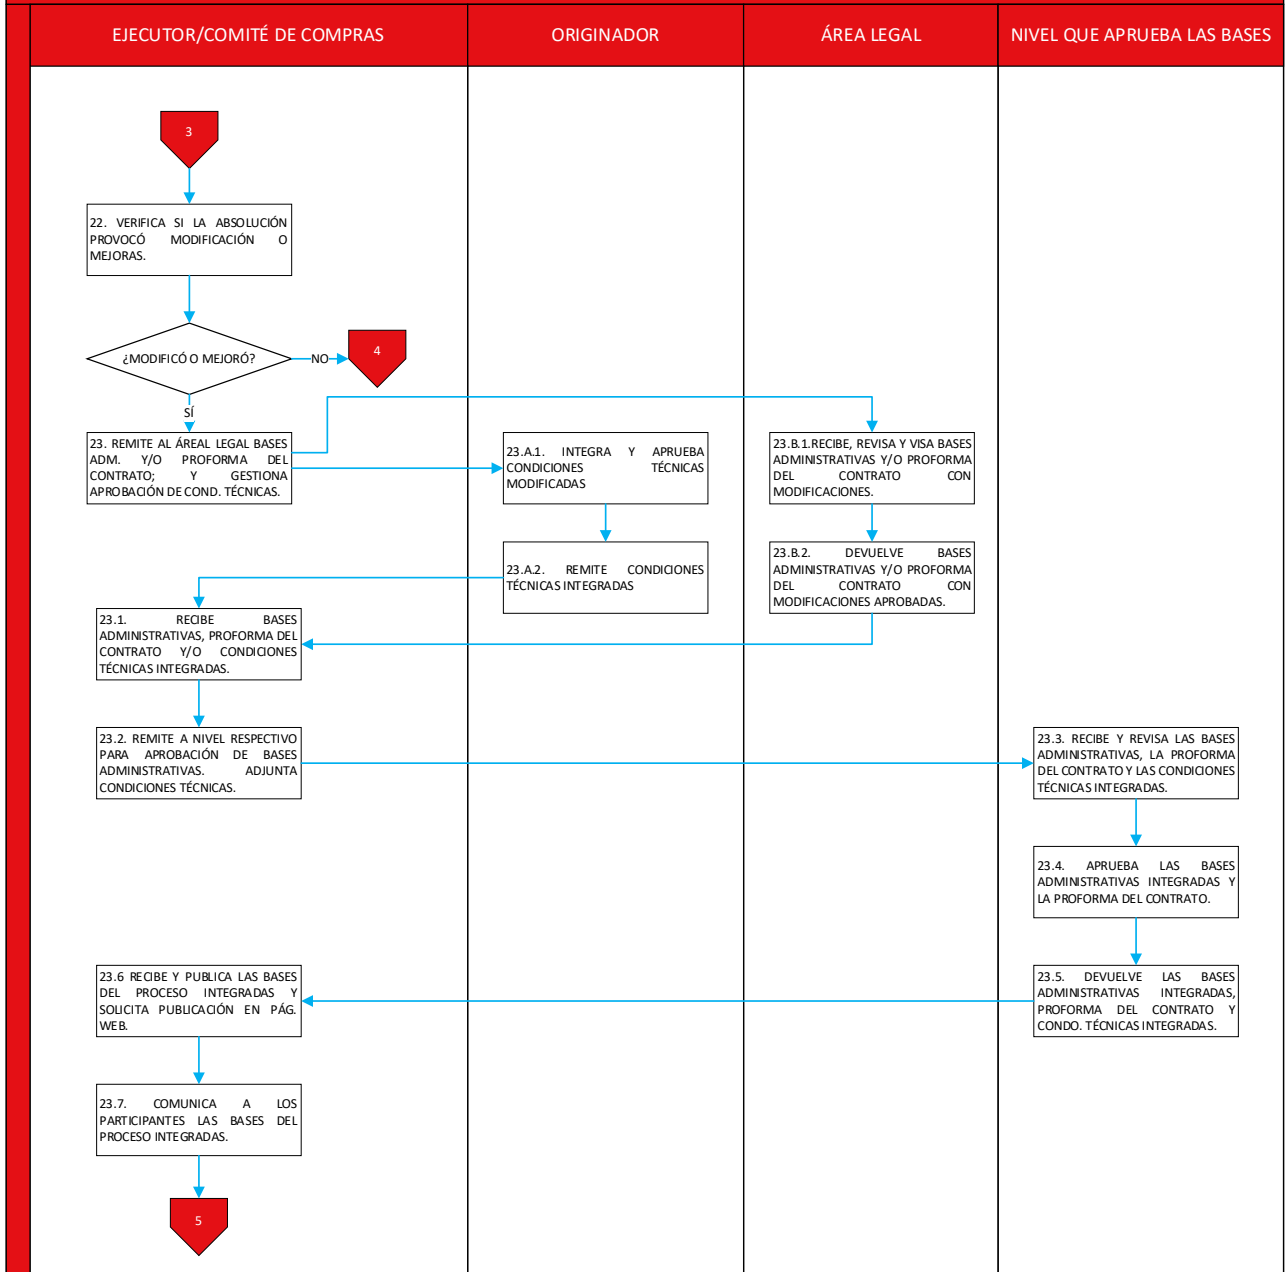 EJECUTOR/COMITÉ DE COMPRAS
ORIGINADOR
ÁREA LEGAL
NIVEL QUE APRUEBA LAS BASES
3
22. VERIFICA SI LA ABSOLUCIÓN
PROVOCÓ MODIFICACIÓN O
MEJORAS.
¿MODIFICÓ O MEJORÓ?
NO
4
SÍ
23. REMITE AL ÁREAL LEGAL BASES
ADM. Y/O PROFORMA DEL
CONTRATO; Y GESTIONA
APROBACIÓN DE COND. TÉCNICAS.
23.A.1. INTEGRA Y APRUEBA
CONDICIONES TÉCNICAS
MODIFICADAS
23.B.1.RECIBE, REVISA Y VISA BASES
ADMINISTRATIVAS Y/O PROFORMA
DEL CONTRATO CON
MODIFICACIONES.
23.A.2. REMITE CONDICIONES
TÉCNICAS INTEGRADAS
23.B.2. DEVUELVE BASES
ADMINISTRATIVAS Y/O PROFORMA
DEL CONTRATO CON
MODIFICACIONES APROBADAS.
23.1. RECIBE BASES
ADMINISTRATIVAS, PROFORMA DEL
CONTRATO Y/O CONDICIONES
TÉCNICAS INTEGRADAS.
23.2. REMITE A NIVEL RESPECTIVO
PARA APROBACIÓN DE BASES
ADMINISTRATIVAS. ADJUNTA
CONDICIONES TÉCNICAS.
23.3. RECIBE Y REVISA LAS BASES
ADMINISTRATIVAS, LA PROFORMA
DEL CONTRATO Y LAS CONDICIONES
TÉCNICAS INTEGRADAS.
23.4. APRUEBA LAS BASES
ADMINISTRATIVAS INTEGRADAS Y
LA PROFORMA DEL CONTRATO.
23.6 RECIBE Y PUBLICA LAS BASES
DEL PROCESO INTEGRADAS Y
SOLICITA PUBLICACIÓN EN PÁG.
WEB.
23.5. DEVUELVE LAS BASES
ADMINISTRATIVAS INTEGRADAS,
PROFORMA DEL CONTRATO Y
CONDO. TÉCNICAS INTEGRADAS.
23.7. COMUNICA A LOS
PARTICIPANTES LAS BASES DEL
PROCESO INTEGRADAS.
5